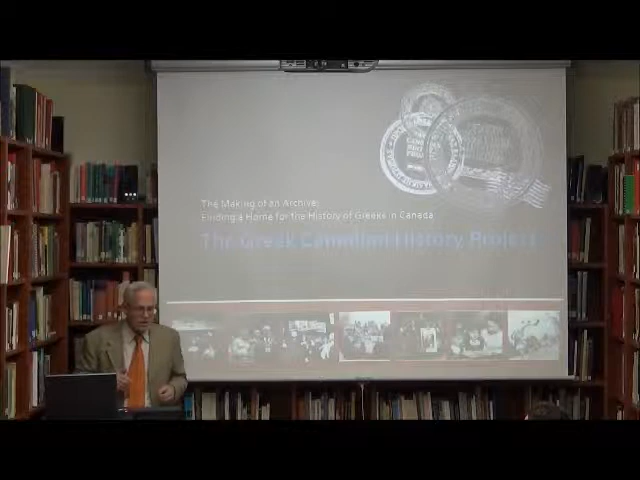 The Making of an Archive:
Finding a Home for the History of Greeks in Canada
The Greek Canadian History Project